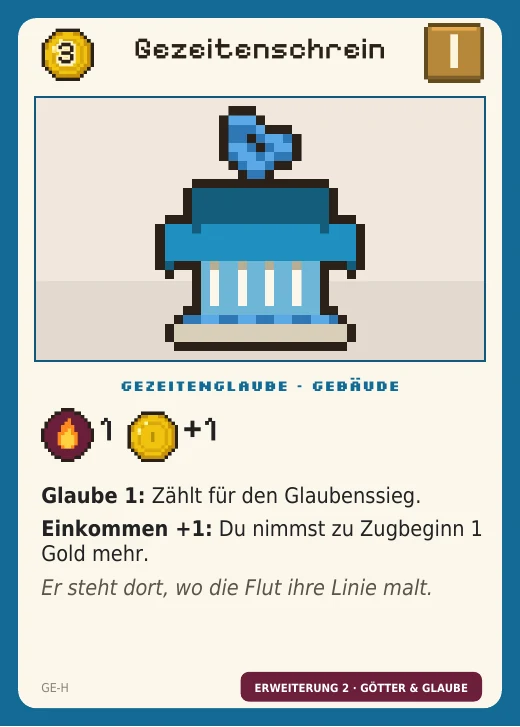 3 Gezeitenschrein I
GEZEITENGLAUBE · GEBÄUDE
1 +1
Glaube 1: Zählt für den Glaubenssieg.
Einkommen +1: Du nimmst zu Zugbeginn 1
Gold mehr.
Er steht dort, wo die Flut ihre Linie malt.
GE-H
ERWEITERUNG 2 · GÖTTER & GLAUBE